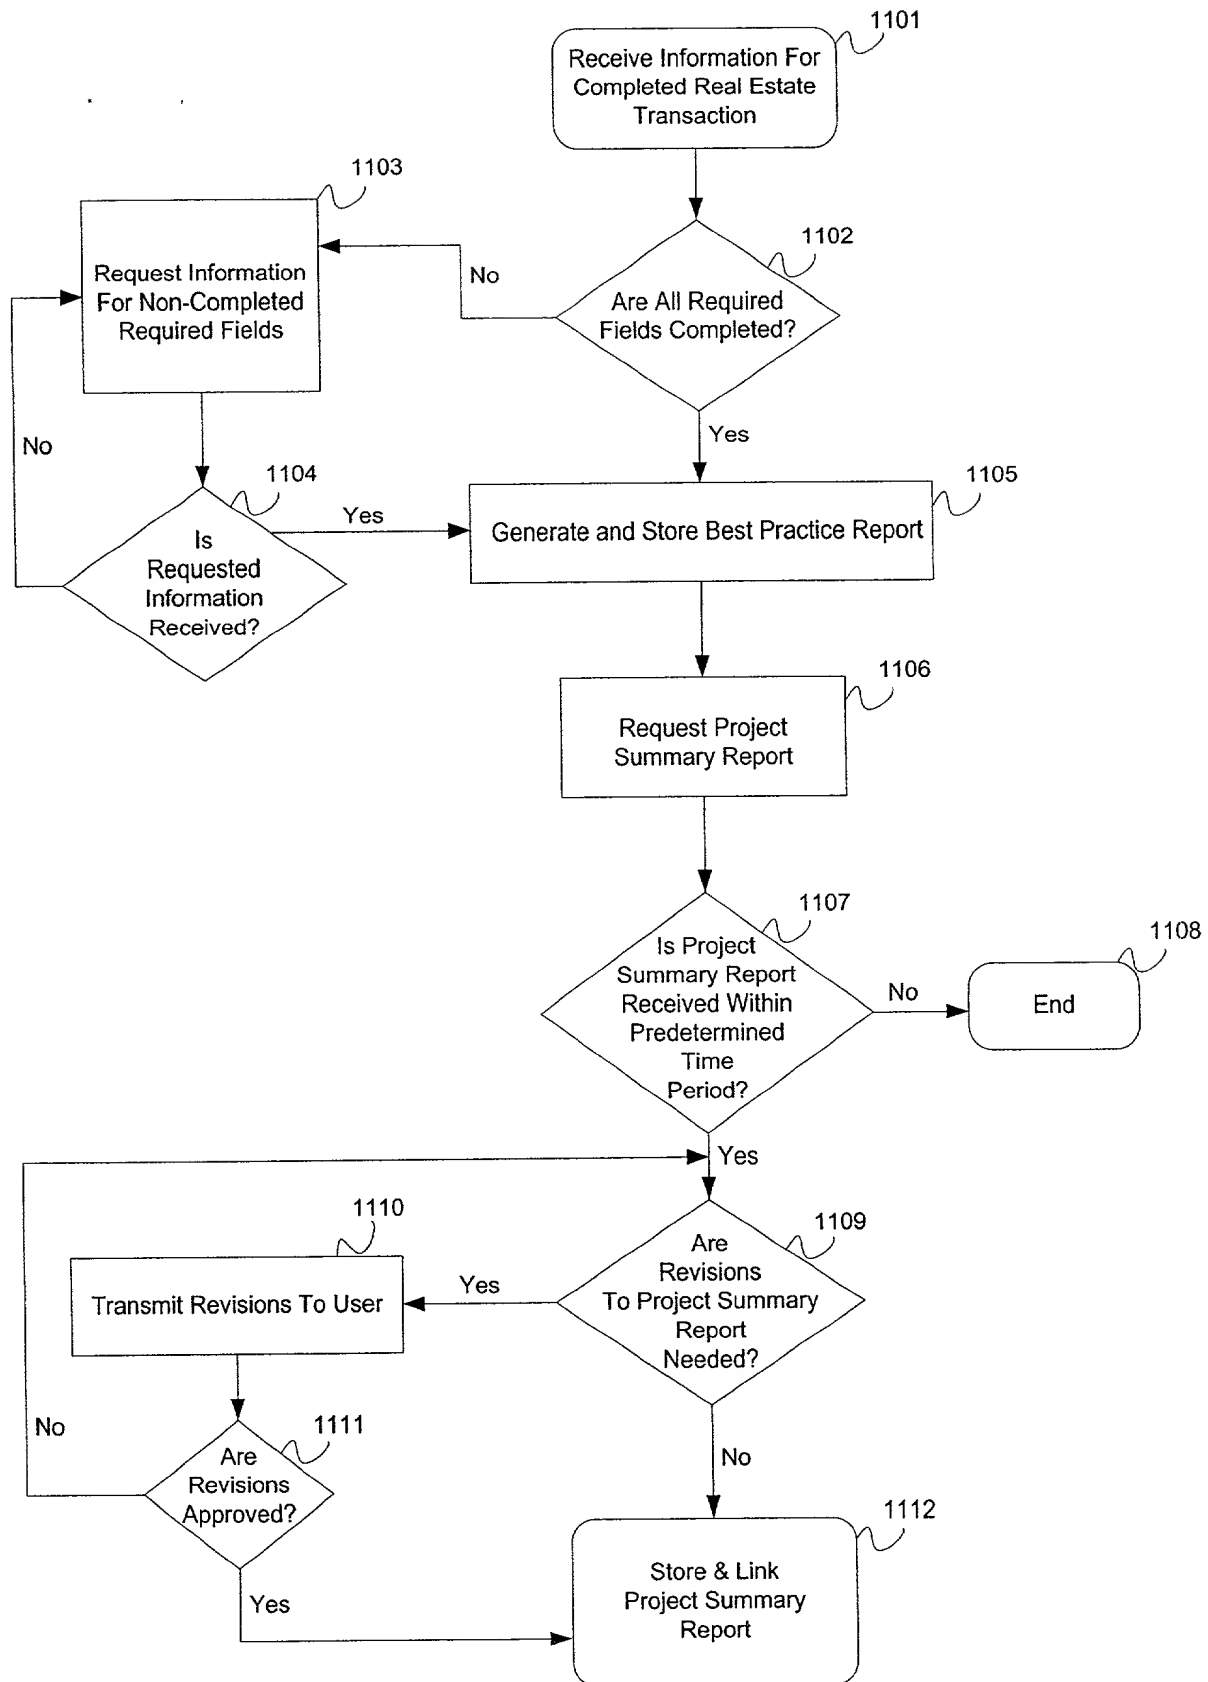 1101
Receive Information For
Completed Real Estate
Transaction
1103
1102
Request Information
For Non-Completed
Required Fields
No
Are All Required
Fields Completed?
No
Yes
1104
1105
Is
Requested
Information
Received?
Yes
Generate and Store Best Practice Report
1106
Request Project
Summary Report
1107
1108
Is Project
Summary Report
Received Within
Predetermined
Time
Period?
No
End
Yes
1110
1109
Transmit Revisions To User
Yes
Are
Revisions
To Project Summary
Report
Needed?
No
1111
Are
Revisions
Approved?
No
1112
Yes
Store & Link
Project Summary
Report